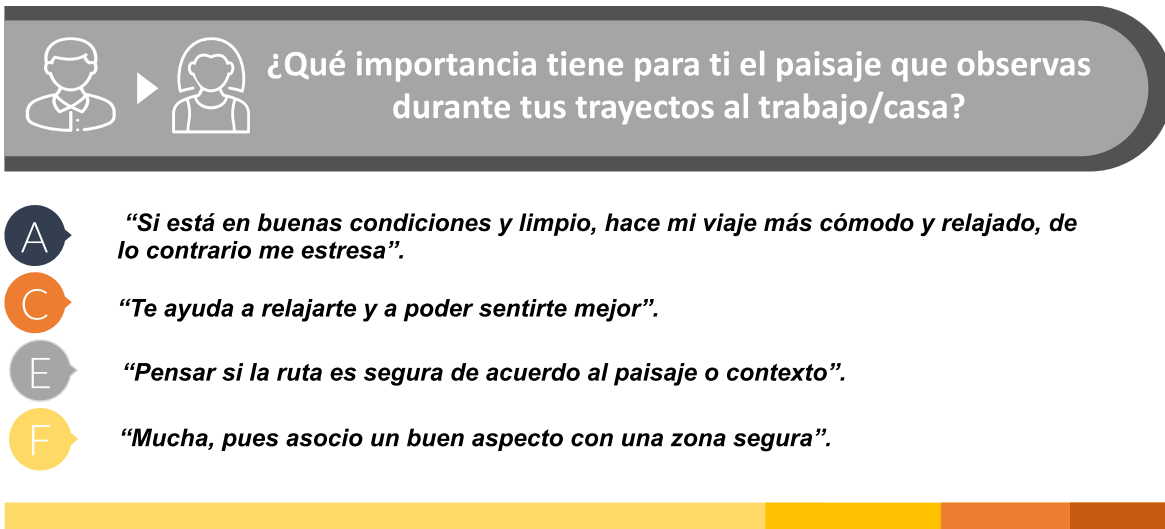 ¿Qué importancia tiene para ti el paisaje que observas
durante tus trayectos al trabajo/casa?
A
“Si está en buenas condiciones y limpio, hace mi viaje más cómodo y relajado, de
lo contrario me estresa”.
C
“Te ayuda a relajarte y a poder sentirte mejor”.
E
“Pensar si la ruta es segura de acuerdo al paisaje o contexto”.
F
“Mucha, pues asocio un buen aspecto con una zona segura”.